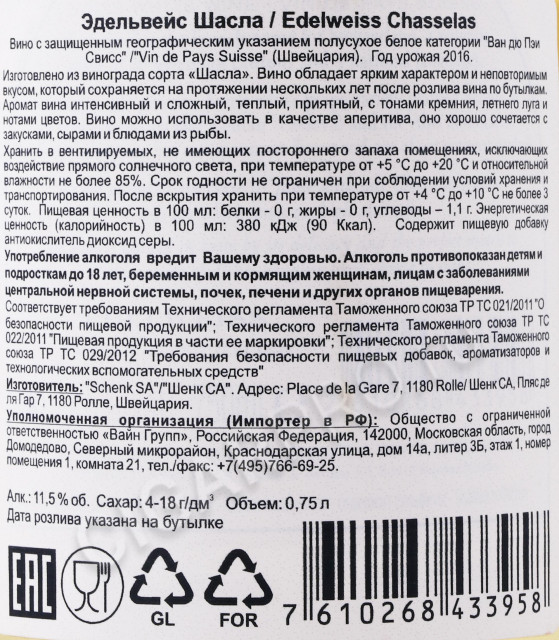 Эдельвейс Шасла / Edelweiss Chasselas
Вино с защищенным географическим указанием полусухое белое категории "Ван дю Пэи
Свисс" /"Vin de Pays Suisse" (Швейцария). Год урожая 2016.
Изготовлено из винограда сорта «Шасла». Вино обладает ярким характером и неповторимым
вкусом, который сохраняется на протяжении нескольких лет после розлива вина по бутылкам.
Аромат вина интенсивный и сложный, теплый, приятный, с тонами кремния, летнего луга и
нотами цветов. Вино можно использовать в качестве аперитива, оно хорошо сочетается с
закусками, сырами и блюдами из рыбы.
Хранить в вентилируемых, не имеющих постороннего запаха помещениях, исключающих
воздействие прямого солнечного света, при температуре от +5 °C до +20 °C и относительной
влажности не более 85%. Срок годности не ограничен при соблюдении условий хранения и
транспортирования. После вскрытия хранить при температуре от +4 °C до +10 °C не более 3
суток. Пищевая ценность в 100 мл: белки - 0 г, жиры - 0 г, углеводы – 1,1 г. Энергетическая
ценность (калорийность) в 100 мл: 380 кДж (90 Ккал). Содержит пищевую добавку
антиокислитель диоксид серы.
Употребление алкоголя вредит Вашему здоровью. Алкоголь противопоказан детям и
подросткам до 18 лет, беременным и кормящим женщинам, лицам с заболеваниями
центральной нервной системы, почек, печени и других органов пищеварения.
Соответствует требованиям Технического регламента Таможенного союза ТР ТС 021/2011 "О
безопасности пищевой продукции"; Технического регламента Таможенного союза ТР ТС
022/2011 "Пищевая продукция в части ее маркировки"; Технического регламента Таможенного
союза ТР ТС 029/2012 "Требования безопасности пищевых добавок, ароматизаторов и
технологических вспомогательных средств"
Изготовитель: "Schenk SA"/"Шенк СА". Адрес: Place de la Gare 7, 1180 Rolle/ Шенк СА, Пляс де
ля Гар 7, 1180 Ролле, Швейцария.
Уполномоченная организация (Импортер в РФ): Общество с ограниченной
ответственностью «Вайн Групп», Российская Федерация, 142000, Московская область, город
Домодедово, Северный микрорайон, Краснодарская улица, дом 14а, литер 3Б, этаж 1, номер
помещения 1, комната 21, тел./факс: +7(495)766-69-25.
Алк.: 11,5 % об. Сахар: 4-18 г/дм³ Объем: 0,75 л
Дата розлива указана на бутылке
EAC
GL
FOR
7 610268 433958